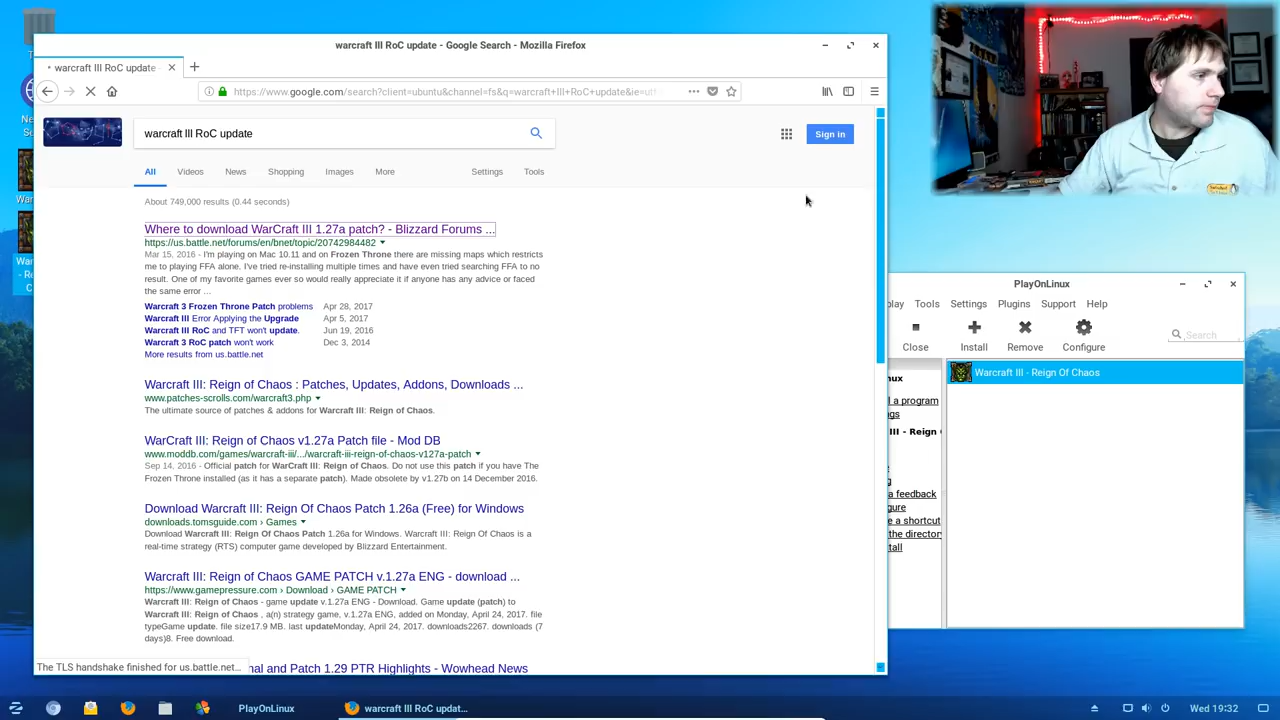 warcraft III RoC update - Google Search - Mozilla Firefox
warcraft III RoC update
https://www.google.com/search?client=ubuntu&channel=fs&q=warcraft+III+RoC+update&ie=utf
warcraft III RoC update
Sign in
All Videos News Shopping Images More Settings Tools
About 749,000 results (0.44 seconds)
Where to download WarCraft III 1.27a patch? - Blizzard Forums ...
https://us.battle.net/forums/en/bnet/topic/20742984482
Mar 15, 2016 - I'm playing on Mac 10.11 and on Frozen Throne there are missing maps which restricts
me to playing FFA alone. I've tried re-installing multiple times and have even tried searching FFA to no
result. One of my favorite games ever so would really appreciate it if anyone has any advice or faced
the same error ...
Warcraft 3 Frozen Throne Patch problems Apr 28, 2017
Warcraft III Error Applying the Upgrade Apr 5, 2017
Warcraft III RoC and TFT won't update. Jun 19, 2016
Warcraft 3 RoC patch won't work Dec 3, 2014
More results from us.battle.net
Warcraft III: Reign of Chaos : Patches, Updates, Addons, Downloads ...
www.patches-scrolls.com/warcraft3.php
The ultimate source of patches & addons for Warcraft III: Reign of Chaos.
WarCraft III: Reign of Chaos v1.27a Patch file - Mod DB
www.moddb.com/games/warcraft-iii/.../warcraft-iii-reign-of-chaos-v127a-patch
Sep 14, 2016 - Official patch for WarCraft III: Reign of Chaos. Do not use this patch if you have The
Frozen Throne installed (as it has a separate patch). Made obsolete by v1.27b on 14 December 2016.
Download Warcraft III: Reign Of Chaos Patch 1.26a (Free) for Windows
downloads.tomsguide.com › Games
Download Warcraft III: Reign Of Chaos Patch 1.26a for Windows. Warcraft III: Reign Of Chaos is a
real-time strategy (RTS) computer game developed by Blizzard Entertainment.
Warcraft III: Reign of Chaos GAME PATCH v.1.27a ENG - download ...
https://www.gamepressure.com › Download › GAME PATCH
Warcraft III: Reign of Chaos - game update v.1.27a ENG - Download. Game update (patch) to
Warcraft III: Reign of Chaos , a(n) strategy game, v.1.27a ENG, added on Monday, April 24, 2017. file
typeGame update. file size17.9 MB. last updateMonday, April 24, 2017. downloads2267. downloads (7
days)8. Free download.
nal and Patch 1.29 PTR Highlights - Wowhead News
The TLS handshake finished for us.battle.net...
PlayOnLinux
play Tools Settings Plugins Support Help
Close Install Remove Configure Search
Warcraft III - Reign Of Chaos
nux
l a program
gs
III - Reign
g
a feedback
gure
e a shortcut
the director
tall
PlayOnLinux
warcraft III RoC updat...
Wed 19:32